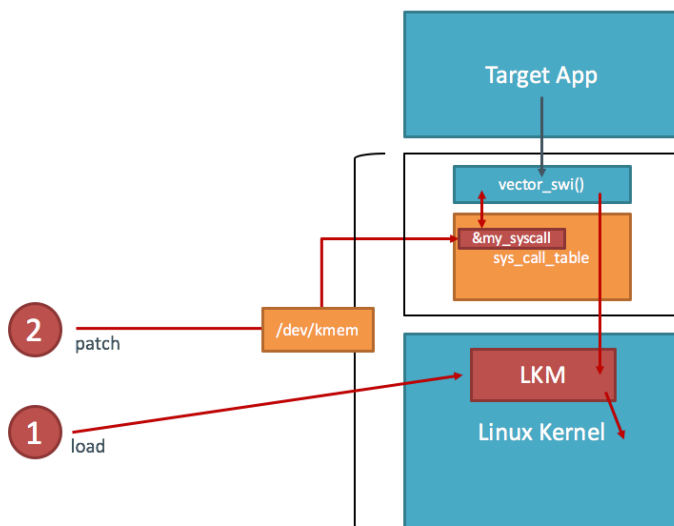 Target App
vector_swi()
&my_syscall
sys_call_table
2
/dev/kmem
patch
LKM
1
Linux Kernel
load